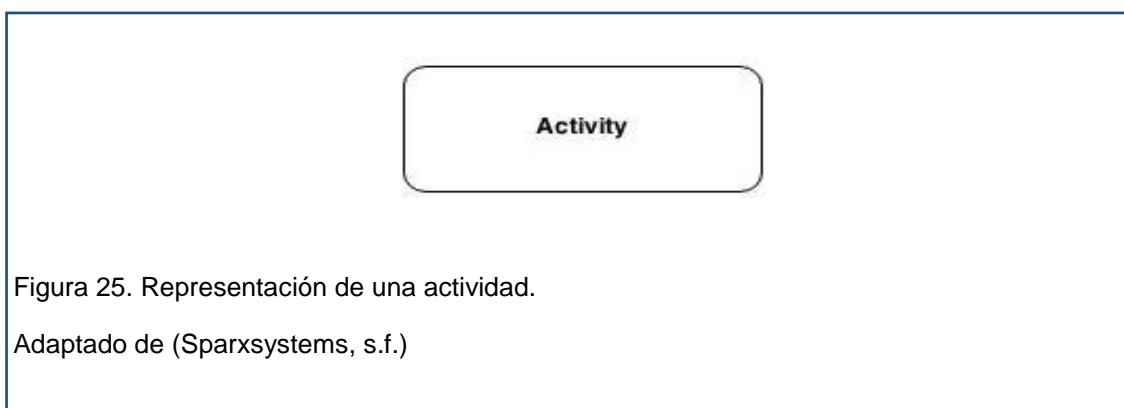 Activity
Figura 25. Representación de una actividad.
Adaptado de (Sparxsystems, s.f.)